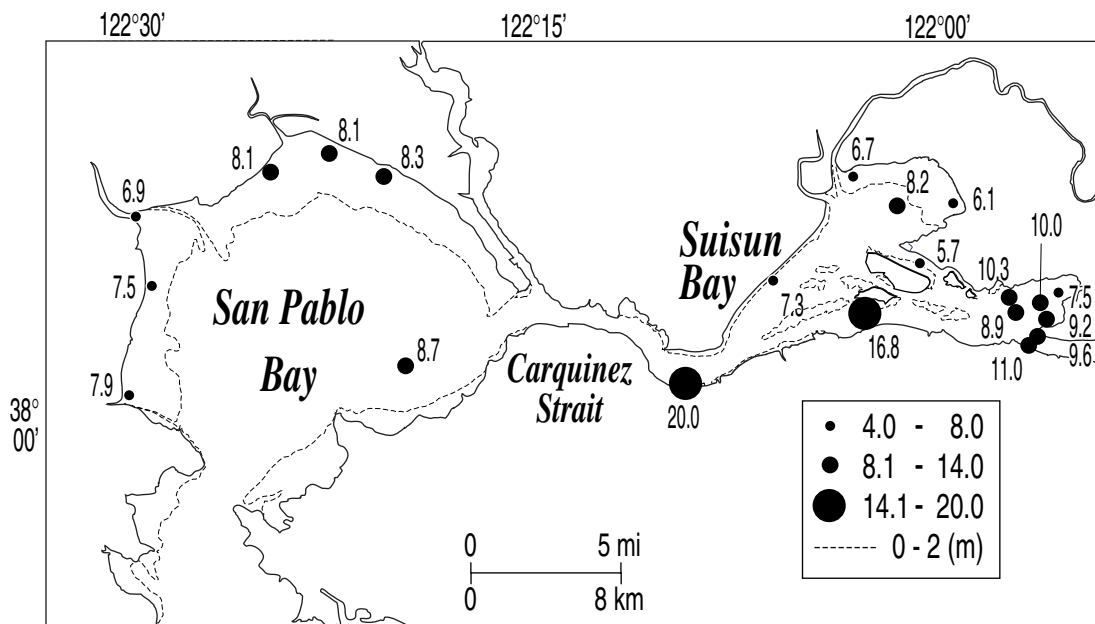 122°30'
122°15'
122°00'
8.1
8.1
8.3
6.9
7.5
7.9
San Pablo
Bay
8.7
Carquinez
Strait
20.0
Suisun
Bay
7.3
16.8
6.7
8.2
6.1
5.7
10.0
10.3
7.5
8.9
9.2
9.6
11.0
38°
00'
0 5 mi
0 8 km
4.0 - 8.0
8.1 - 14.0
14.1 - 20.0
0 - 2 (m)